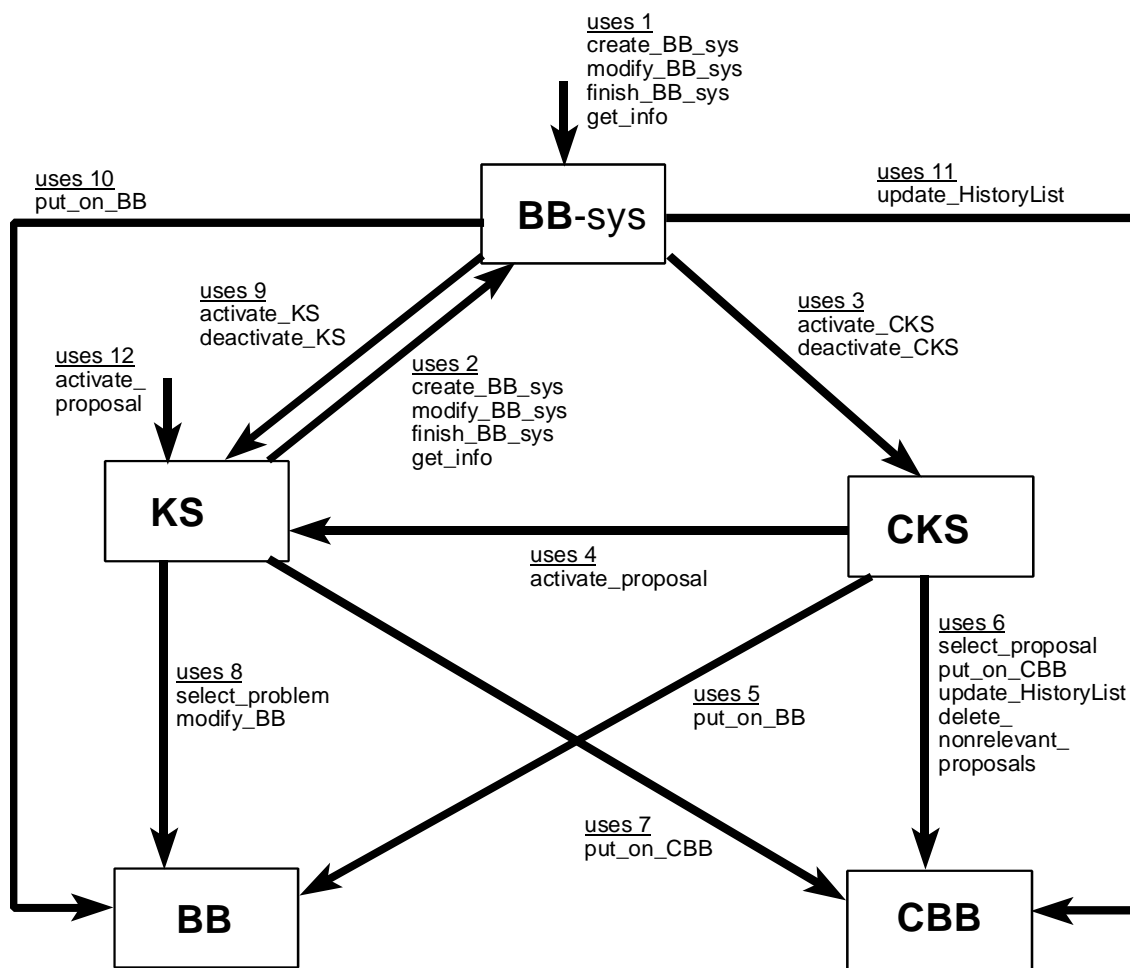 uses 1
create_BB_sys
modify_BB_sys
finish_BB_sys
get_info
uses 10
put_on_BB
uses 11
update_HistoryList
BB-sys
uses 9
activate_KS
deactivate_KS
uses 3
activate_CKS
deactivate_CKS
uses 12
activate_
proposal
uses 2
create_BB_sys
modify_BB_sys
finish_BB_sys
get_info
KS
CKS
uses 4
activate_proposal
uses 6
select_proposal
put_on_CBB
update_HistoryList
delete_
nonrelevant_
proposals
uses 8
select_problem
modify_BB
uses 5
put_on_BB
uses 7
put_on_CBB
BB
CBB